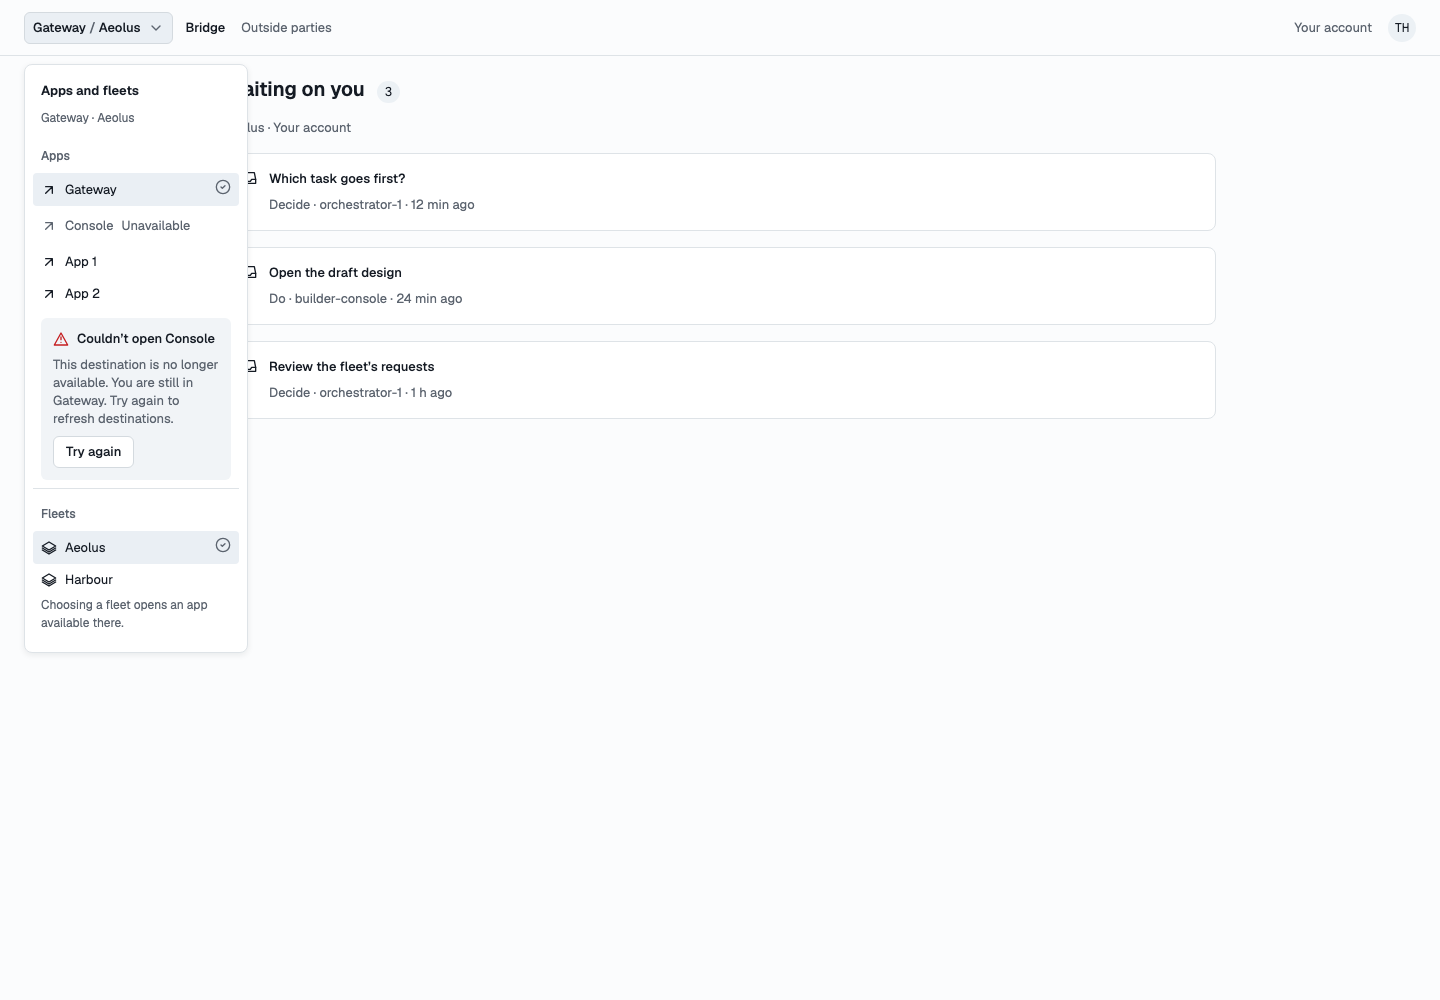 Gateway / Aeolus
Bridge
Outside parties
Your account
TH
Apps and fleets
Gateway · Aeolus
Apps
Gateway
Console Unavailable
App 1
App 2
Couldn’t open Console
This destination is no longer
available. You are still in
Gateway. Try again to
refresh destinations.
Try again
Fleets
Aeolus
Harbour
Choosing a fleet opens an app
available there.
aiting on you 3
lus · Your account
Which task goes first?
Decide · orchestrator-1 · 12 min ago
Open the draft design
Do · builder-console · 24 min ago
Review the fleet’s requests
Decide · orchestrator-1 · 1 h ago